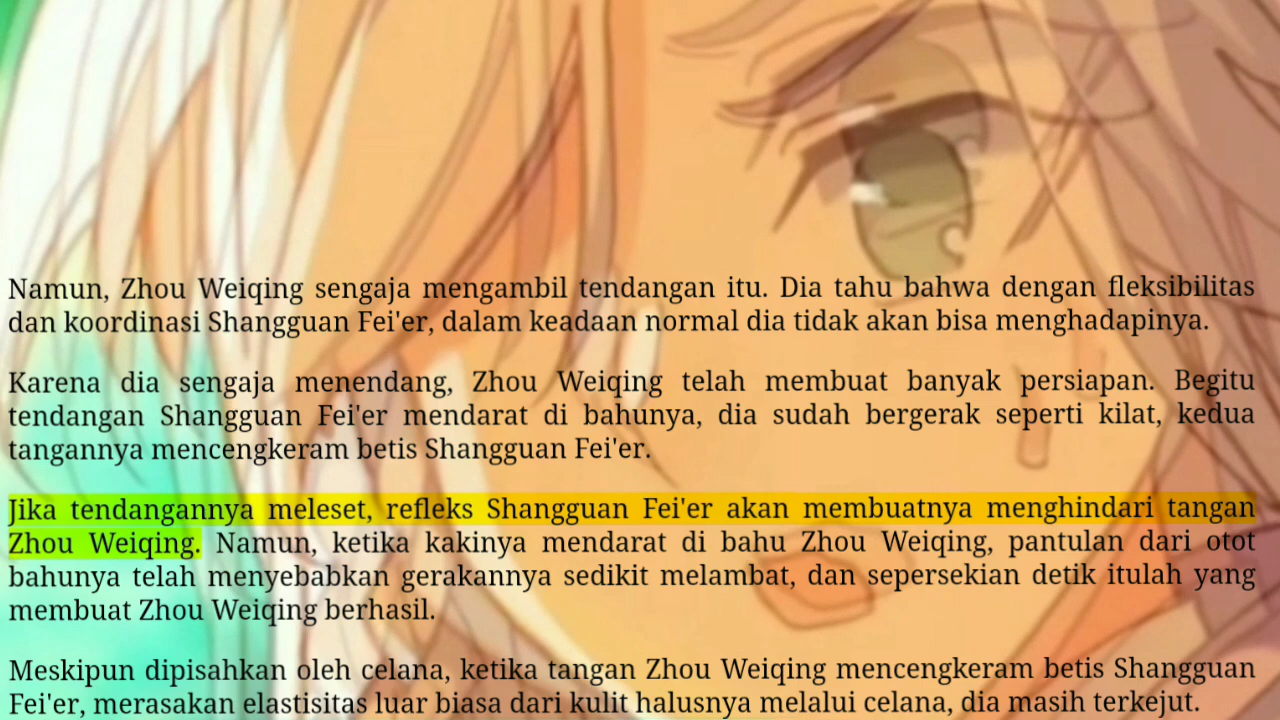 Namun, Zhou Weiqing sengaja mengambil tendangan itu. Dia tahu bahwa dengan fleksibilitas
dan koordinasi Shangguan Fei'er, dalam keadaan normal dia tidak akan bisa menghadapinya.
Karena dia sengaja menendang, Zhou Weiqing telah membuat banyak persiapan. Begitu
tendangan Shangguan Fei'er mendarat di bahunya, dia sudah bergerak seperti kilat, kedua
tangannya mencengkeram betis Shangguan Fei'er.
Jika tendangannya meleset, refleks Shangguan Fei'er akan membuatnya menghindari tangan
Zhou Weiqing. Namun, ketika kakinya mendarat di bahu Zhou Weiqing, pantulan dari otot
bahunya telah menyebabkan gerakannya sedikit melambat, dan sepersekian detik itulah yang
membuat Zhou Weiqing berhasil.
Meskipun dipisahkan oleh celana, ketika tangan Zhou Weiqing mencengkeram betis Shangguan
Fei'er, merasakan elastisitas luar biasa dari kulit halusnya melalui celana, dia masih terkejut.